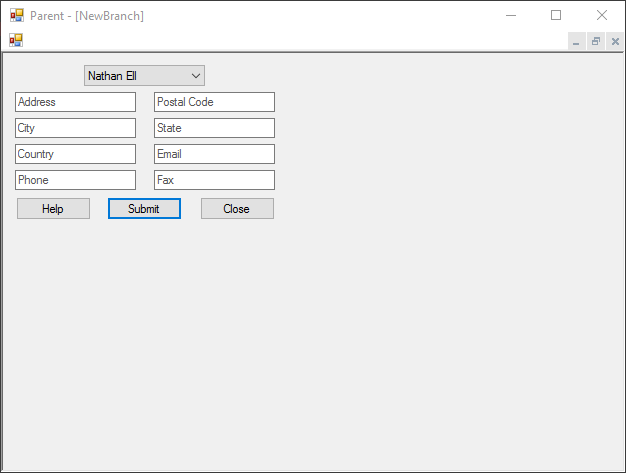 Parent - [NewBranch]
Nathan Ell
Address Postal Code
City State
Country Email
Phone Fax
Help Submit Close